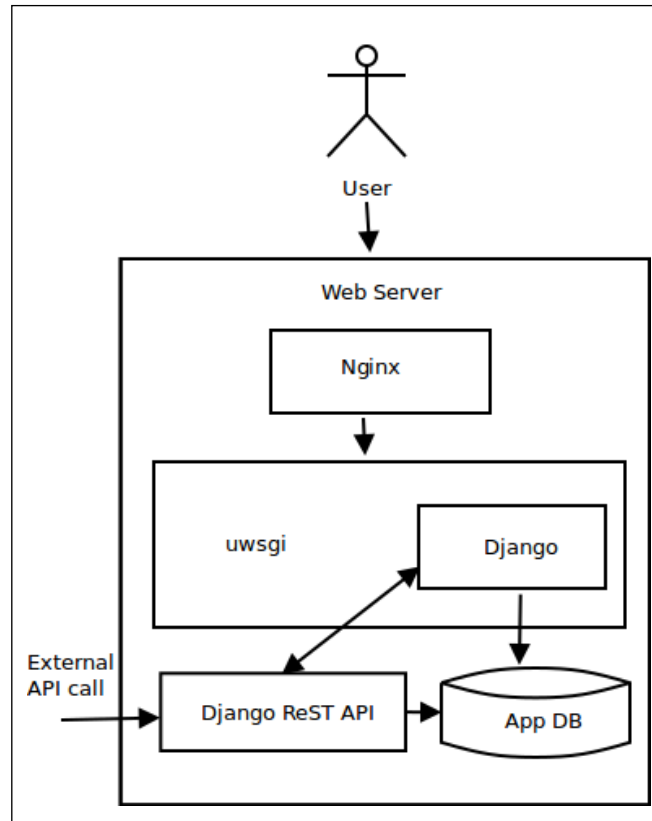 User
Web Server
Nginx
uwsgi
Django
External
API call
Django ReST API
App DB